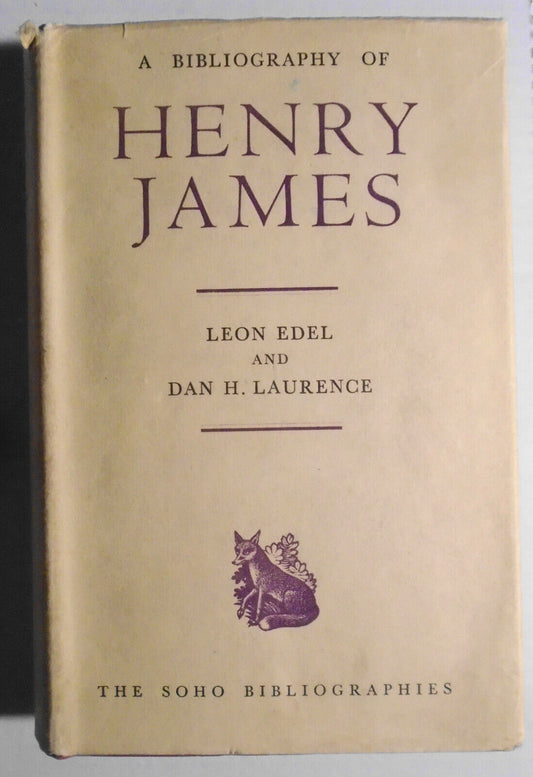 A BIBLIOGRAPHY OF
HENRY
JAMES
LEON EDEL
AND
DAN H. LAURENCE
THE SOHO BIBLIOGRAPHIES